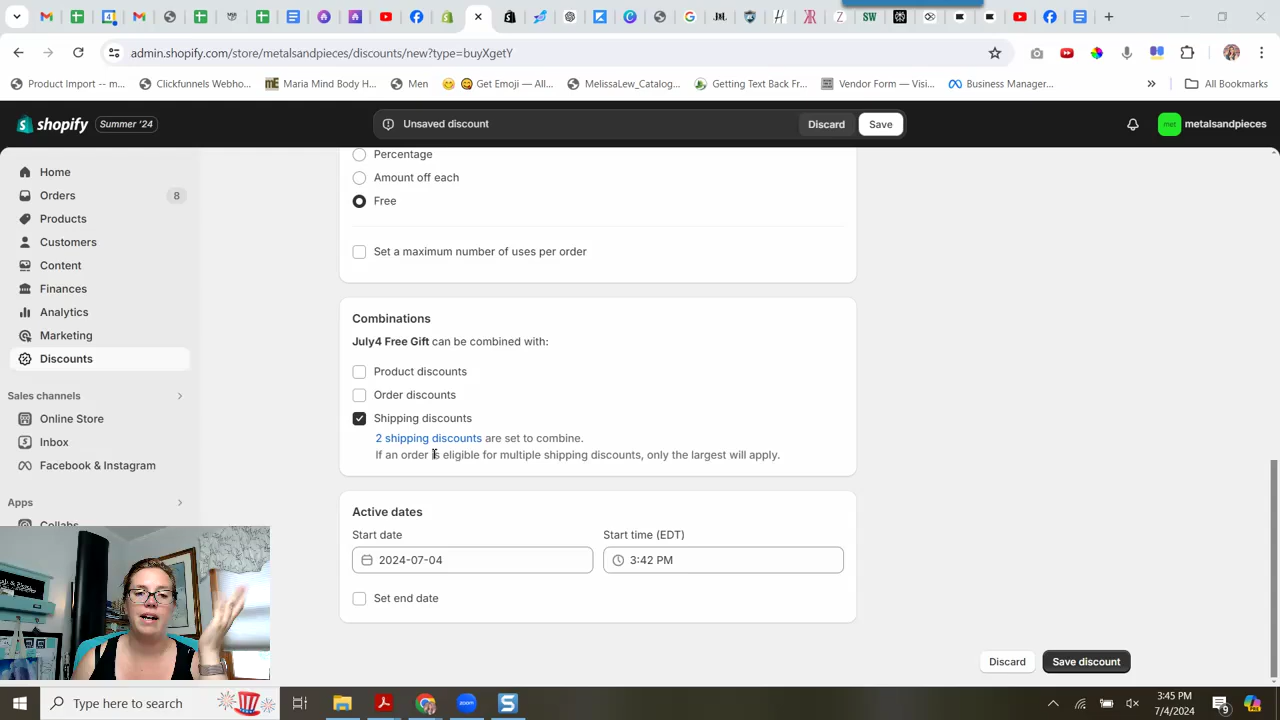 admin.shopify.com/store/metalsandpieces/discounts/new?type=buyXgetY
Product Import -- m...
Clickfunnels Webho...
Maria Mind Body H...
Men
Get Emoji — All...
MelissaLew_Catalog...
Getting Text Back Fr...
Vendor Form — Visi...
Business Manager...
All Bookmarks
shopify
Summer '24
Unsaved discount
Discard
Save
met
metalsandpieces
Home
Orders
8
Products
Customers
Content
Finances
Analytics
Marketing
Discounts
Sales channels
Online Store
Inbox
Facebook & Instagram
Apps
Collabs
Percentage
Amount off each
Free
Set a maximum number of uses per order
Combinations
July4 Free Gift can be combined with:
Product discounts
Order discounts
Shipping discounts
2 shipping discounts are set to combine.
If an order is eligible for multiple shipping discounts, only the largest will apply.
Active dates
Start date
Start time (EDT)
2024-07-04
3:42 PM
Set end date
Discard
Save discount
Type here to search
zoom
3:45 PM
7/4/2024
9